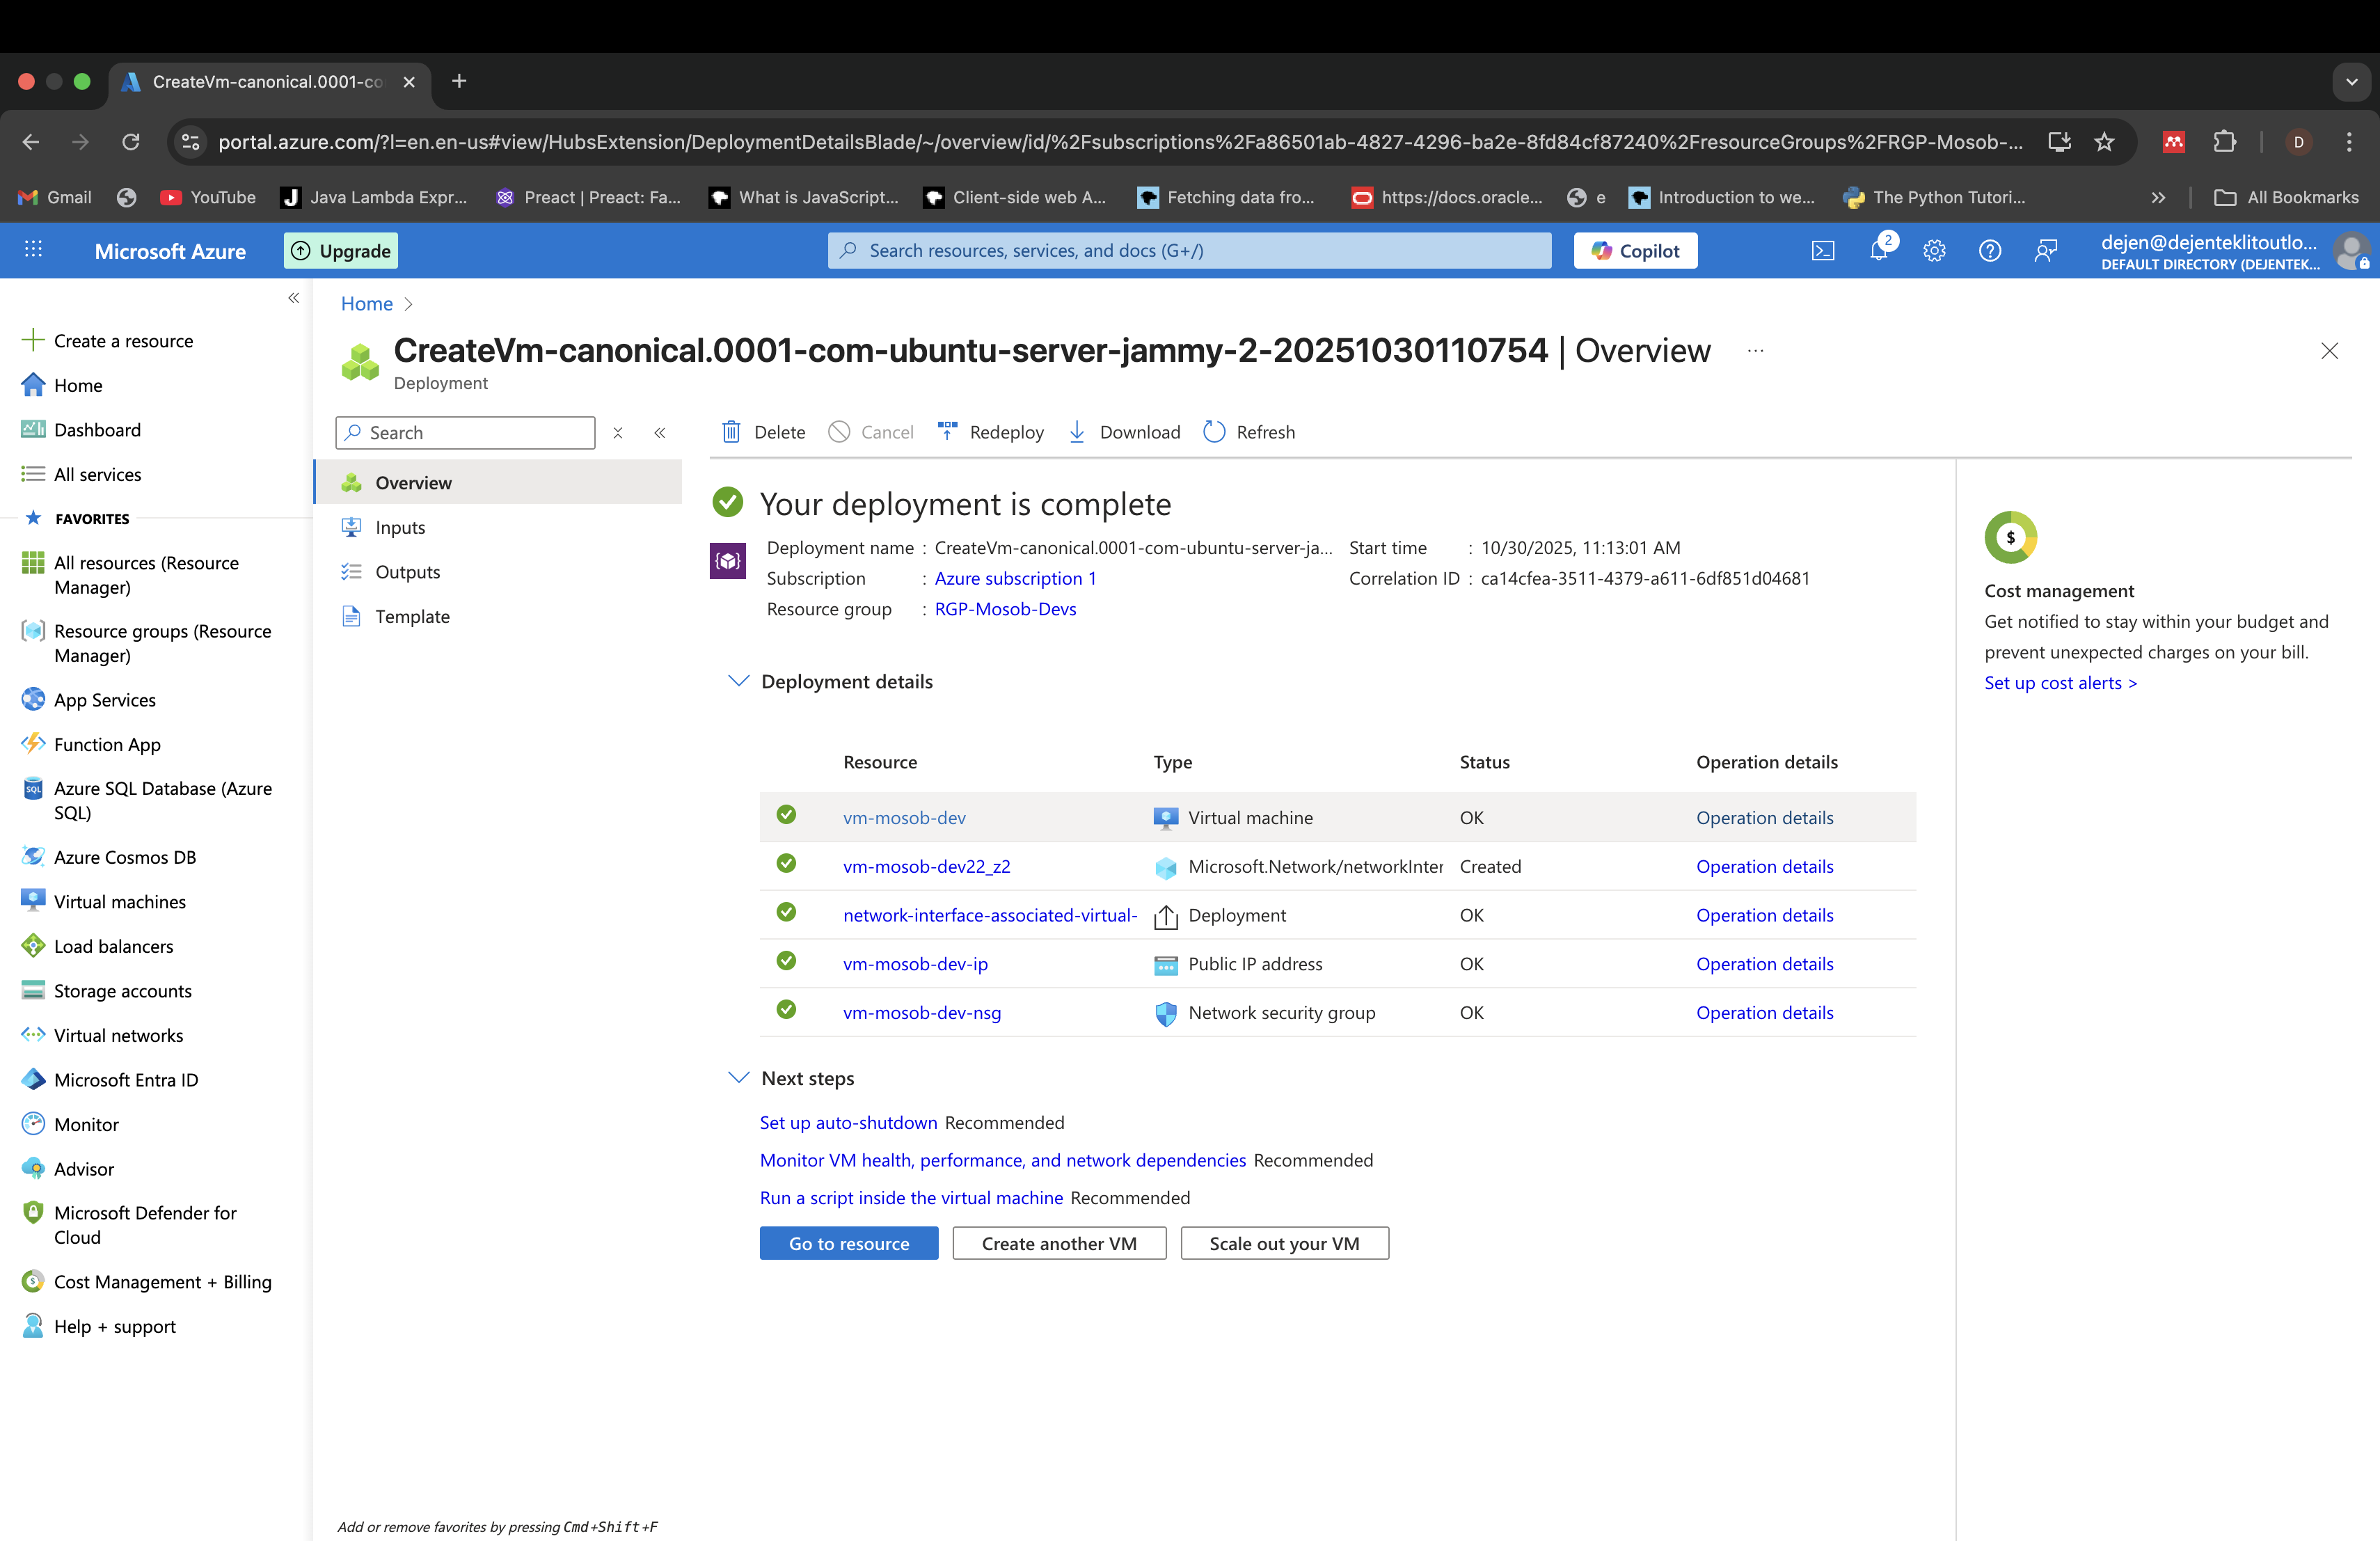 CreateVm-canonical.0001-co
portal.azure.com/?l=en.en-us#view/HubsExtension/DeploymentDetailsBlade/~/overview/id/%2Fsubscriptions%2Fa86501ab-4827-4296-ba2e-8fd84cf87240%2FresourceGroups%2FRGP-Mosob-...
D
Gmail
YouTube
Java Lambda Expr...
Preact | Preact: Fa...
What is JavaScript...
Client-side web A...
Fetching data fro...
https://docs.oracle...
e
Introduction to we...
The Python Tutori...
All Bookmarks
Microsoft Azure
Upgrade
Search resources, services, and docs (G+/)
Copilot
2
dejen@dejenteklitoutlo...
DEFAULT DIRECTORY (DEJENTEK...
Create a resource
Home
Dashboard
All services
FAVORITES
All resources (Resource
Manager)
Resource groups (Resource
Manager)
App Services
Function App
SQL
Azure SQL Database (Azure
SQL)
Azure Cosmos DB
Virtual machines
Load balancers
Storage accounts
Virtual networks
Microsoft Entra ID
Monitor
Advisor
Microsoft Defender for
Cloud
Cost Management + Billing
Help + support
Home
CreateVm-canonical.0001-com-ubuntu-server-jammy-2-20251030110754 | Overview ...
Deployment
Search
Overview
Inputs
Outputs
Template
Add or remove favorites by pressing Cmd+Shift+F
Delete
Cancel
Redeploy
Download
Refresh
Your deployment is complete
Deployment name : CreateVm-canonical.0001-com-ubuntu-server-ja...
Subscription : Azure subscription 1
Resource group : RGP-Mosob-Devs
Start time : 10/30/2025, 11:13:01 AM
Correlation ID : ca14cfea-3511-4379-a611-6df851d04681
Deployment details
Resource Type Status Operation details
vm-mosob-dev Virtual machine OK Operation details
vm-mosob-dev22_z2 Microsoft.Network/networkInter Created Operation details
network-interface-associated-virtual- Deployment OK Operation details
vm-mosob-dev-ip Public IP address OK Operation details
vm-mosob-dev-nsg Network security group OK Operation details
Next steps
Set up auto-shutdown Recommended
Monitor VM health, performance, and network dependencies Recommended
Run a script inside the virtual machine Recommended
Go to resource
Create another VM
Scale out your VM
$
Cost management
Get notified to stay within your budget and
prevent unexpected charges on your bill.
Set up cost alerts >